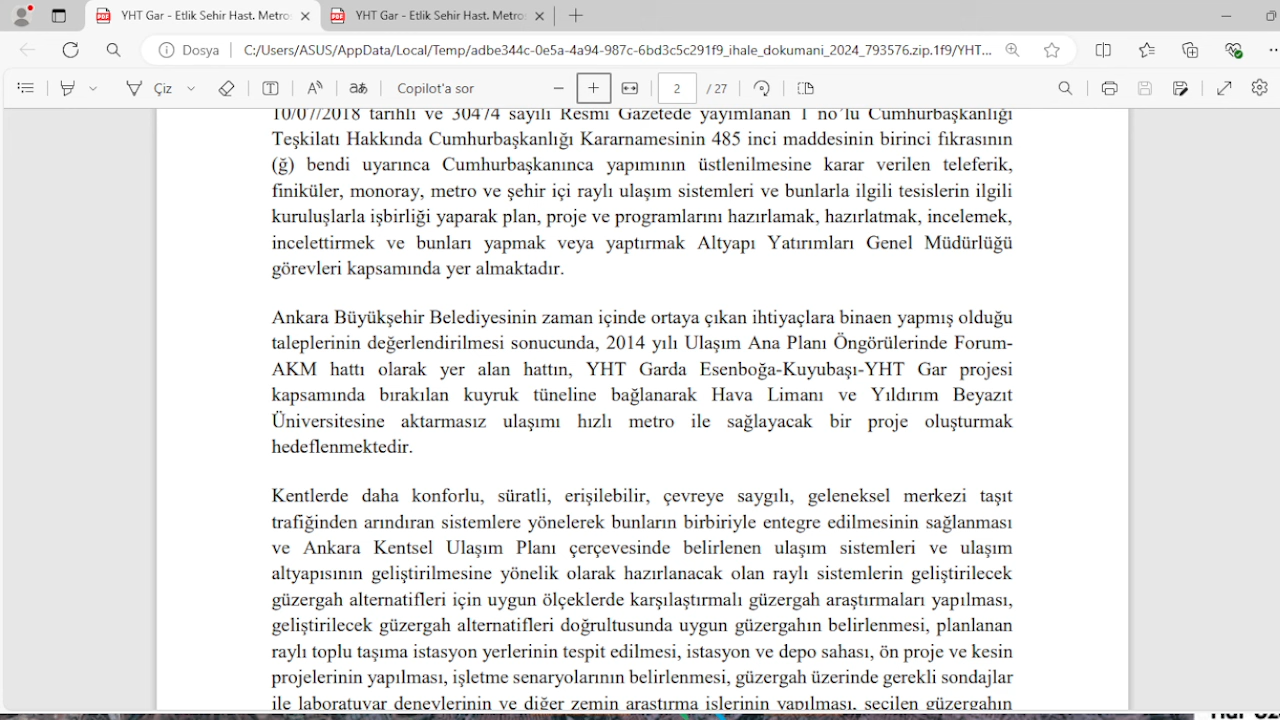 YHT Gar - Etlik Sehir Hast. Metro
YHT Gar - Etlik Sehir Hast. Metro
Dosya
C:/Users/ASUS/AppData/Local/Temp/adbe344c-0e5a-4a94-987c-6bd3c5c291f9_ihale_dokumani_2024_793576.zip.1f9/YHT...
Çiz
Copilot'a sor
2 / 27
10/07/2018 tarihli ve 30474 sayılı Resmi Gazetede yayımlanan 1 no'lu Cumhurbaşkanlığı
Teşkilatı Hakkında Cumhurbaşkanlığı Kararnamesinin 485 inci maddesinin birinci fıkrasının
(ğ) bendi uyarınca Cumhurbaşkanınca yapımının üstlenilmesine karar verilen teleferik,
finiküler, monoray, metro ve şehir içi raylı ulaşım sistemleri ve bunlarla ilgili tesislerin ilgili
kuruluşlarla işbirliği yaparak plan, proje ve programlarını hazırlamak, hazırlatmak, incelemek,
incelettirmek ve bunları yapmak veya yaptırmak Altyapı Yatırımları Genel Müdürlüğü
görevleri kapsamında yer almaktadır.
Ankara Büyükşehir Belediyesinin zaman içinde ortaya çıkan ihtiyaçlara binaen yapmış olduğu
taleplerinin değerlendirilmesi sonucunda, 2014 yılı Ulaşım Ana Planı Öngörülerinde Forum-
AKM hattı olarak yer alan hattın, YHT Garda Esenboğa-Kuyubaşı-YHT Gar projesi
kapsamında bırakılan kuyruk tüneline bağlanarak Hava Limanı ve Yıldırım Beyazıt
Üniversitesine aktarmasız ulaşımı hızlı metro ile sağlayacak bir proje oluşturmak
hedeflenmektedir.
Kentlerde daha konforlu, süratli, erişilebilir, çevreye saygılı, geleneksel merkezi taşıt
trafiğinden arındıran sistemlere yönelerek bunların birbiriyle entegre edilmesinin sağlanması
ve Ankara Kentsel Ulaşım Planı çerçevesinde belirlenen ulaşım sistemleri ve ulaşım
altyapısının geliştirilmesine yönelik olarak hazırlanacak olan raylı sistemlerin geliştirilecek
güzergah alternatifleri için uygun ölçeklerde karşılaştırmalı güzergah araştırmaları yapılması,
geliştirilecek güzergah alternatifleri doğrultusunda uygun güzergahın belirlenmesi, planlanan
raylı toplu taşıma istasyon yerlerinin tespit edilmesi, istasyon ve depo sahası, ön proje ve kesin
projelerinin yapılması, işletme senaryolarının belirlenmesi, güzergah üzerinde gerekli sondajlar
ile laboratuvar deneylerinin ve diğer zemin araştırma işlerinin yapılması, seçilen güzergahın